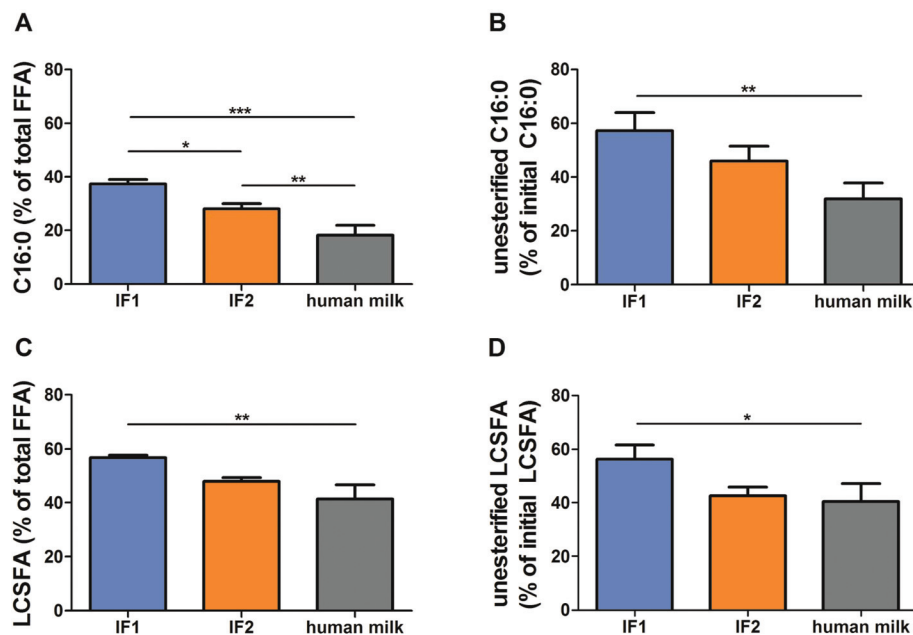 A
C16:0 (% of total FFA)
80
60
40
20
0
***
*
**
IF1 IF2 human milk
B
unesterified C16:0
(% of initial C16:0)
80
60
40
20
0
**
IF1 IF2 human milk
C
LCSFA (% of total FFA)
80
60
40
20
0
**
IF1 IF2 human milk
D
unesterified LCSFA
(% of initial LCSFA)
80
60
40
20
0
*
IF1 IF2 human milk